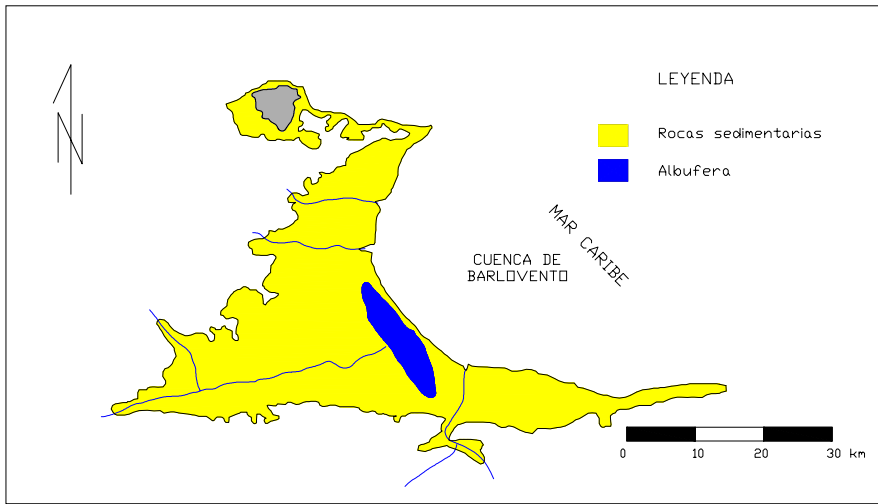 N
LEYENDA
Rocas sedimentarias
Albufera
MAR CARIBE
CUENCA DE
BARLOVENTO
0 10 20 30 km